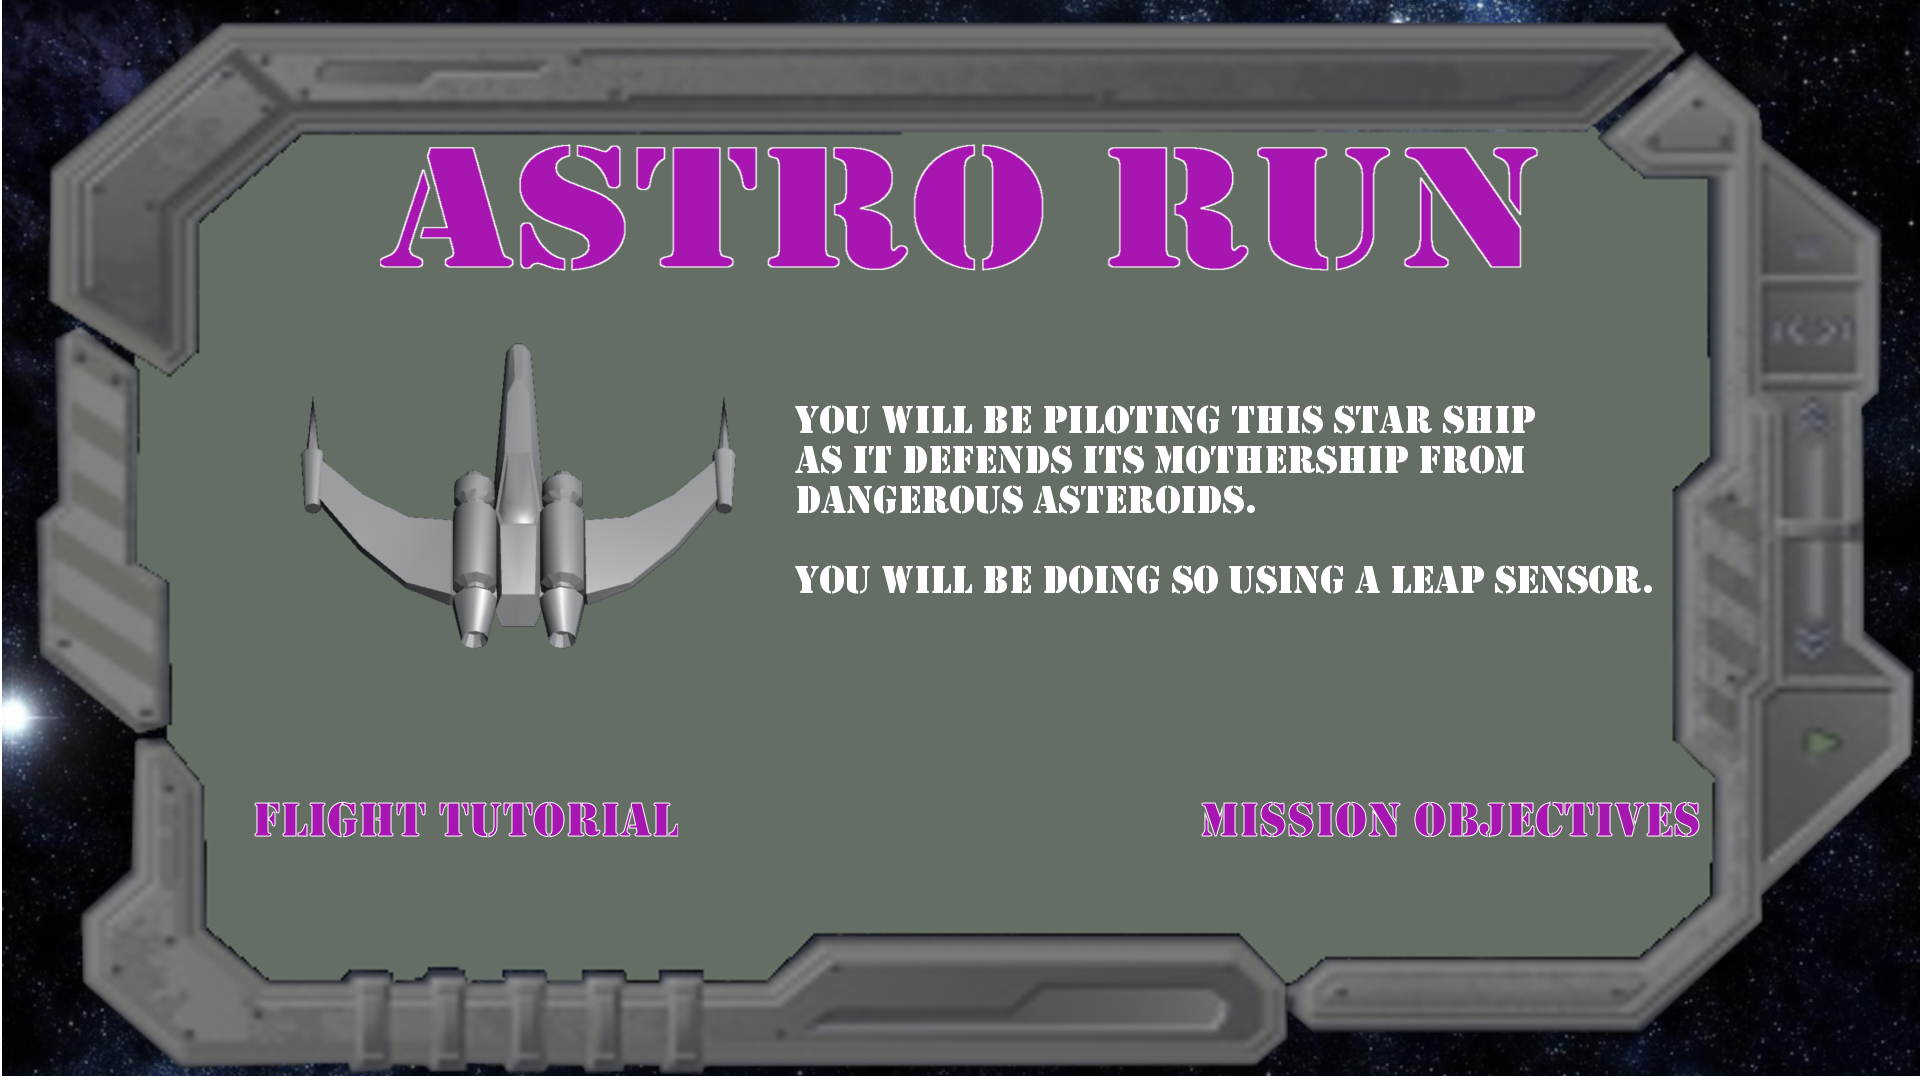 ASTRO RUN
YOU WILL BE PILOTING THIS STAR SHIP
AS IT DEFENDS ITS MOTHERSHIP FROM
DANGEROUS ASTEROIDS.
YOU WILL BE DOING SO USING A LEAP SENSOR.
FLIGHT TUTORIAL
MISSION OBJECTIVES